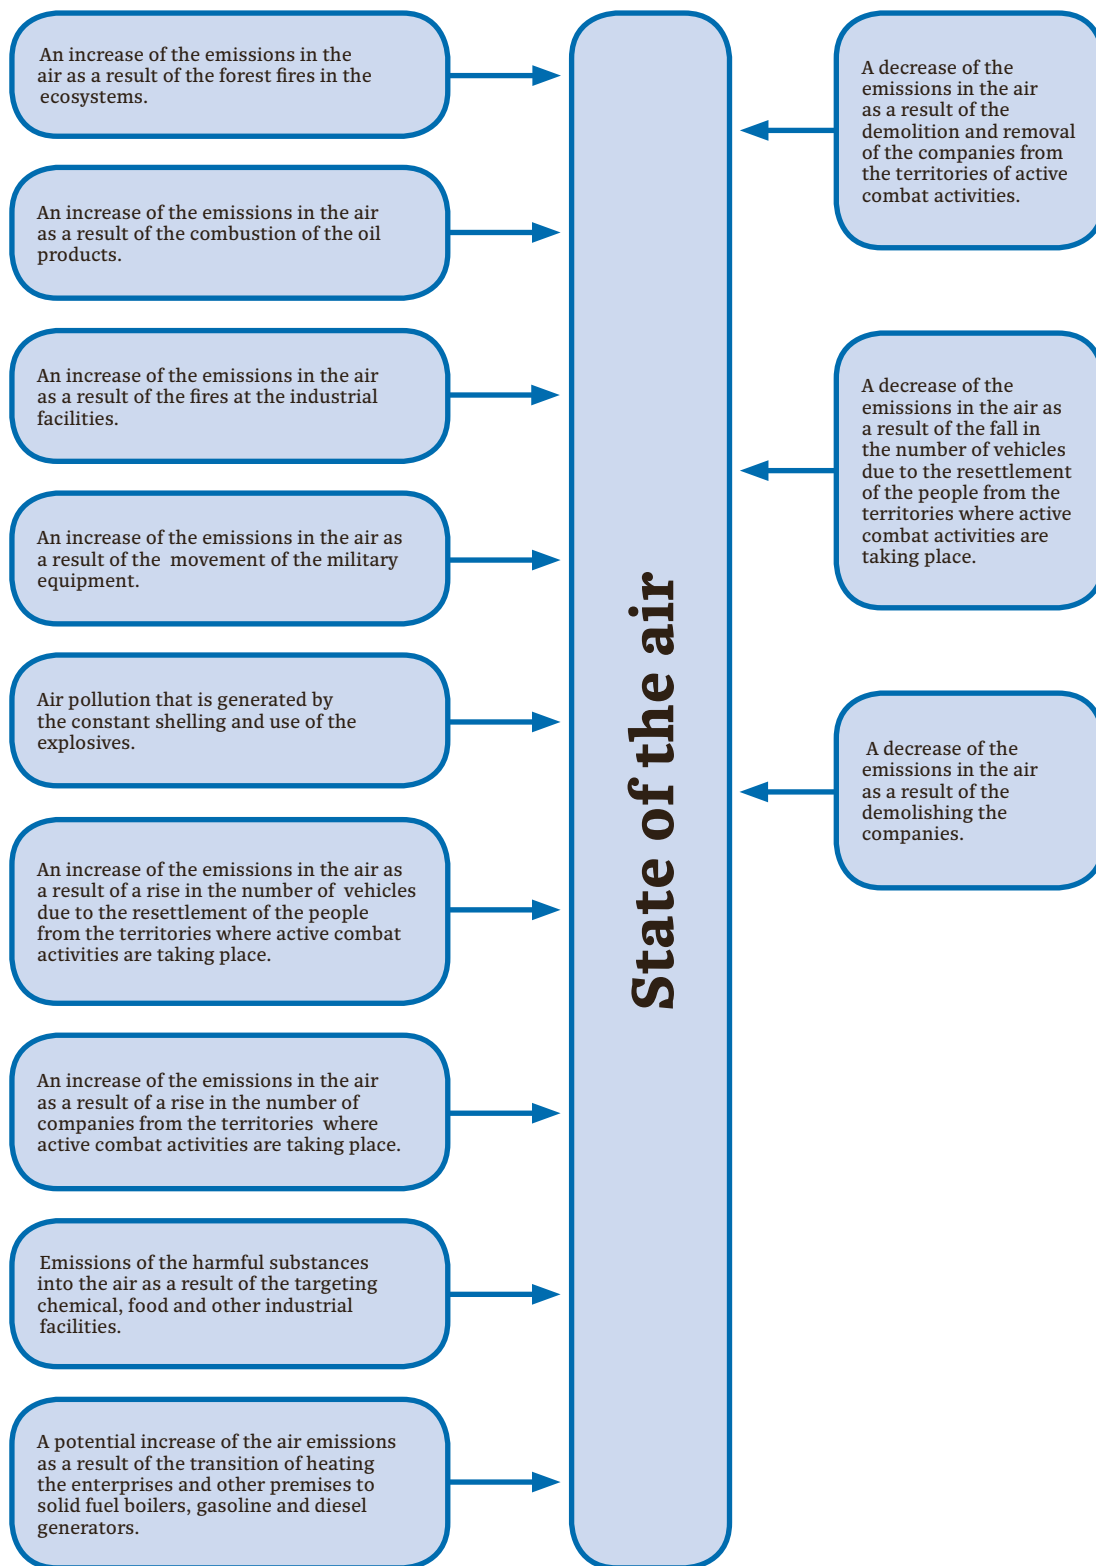 An increase of the emissions in the
air as a result of the forest fires in the
ecosystems.
An increase of the emissions in the air
as a result of the combustion of the oil
products.
An increase of the emissions in the air
as a result of the fires at the industrial
facilities.
An increase of the emissions in the air as
a result of the movement of the military
equipment.
Air pollution that is generated by
the constant shelling and use of the
explosives.
An increase of the emissions in the air as
a result of a rise in the number of vehicles
due to the resettlement of the people
from the territories where active combat
activities are taking place.
An increase of the emissions in the air
as a result of a rise in the number of
companies from the territories where
active combat activities are taking place.
Emissions of the harmful substances
into the air as a result of the targeting
chemical, food and other industrial
facilities.
A potential increase of the air emissions
as a result of the transition of heating
the enterprises and other premises to
solid fuel boilers, gasoline and diesel
generators.
State of the air
A decrease of the
emissions in the air
as a result of the
demolition and removal
of the companies from
the territories of active
combat activities.
A decrease of the
emissions in the air as
a result of the fall in
the number of vehicles
due to the resettlement
of the people from the
territories where active
combat activities are
taking place.
A decrease of the
emissions in the air
as a result of the
demolishing the
companies.